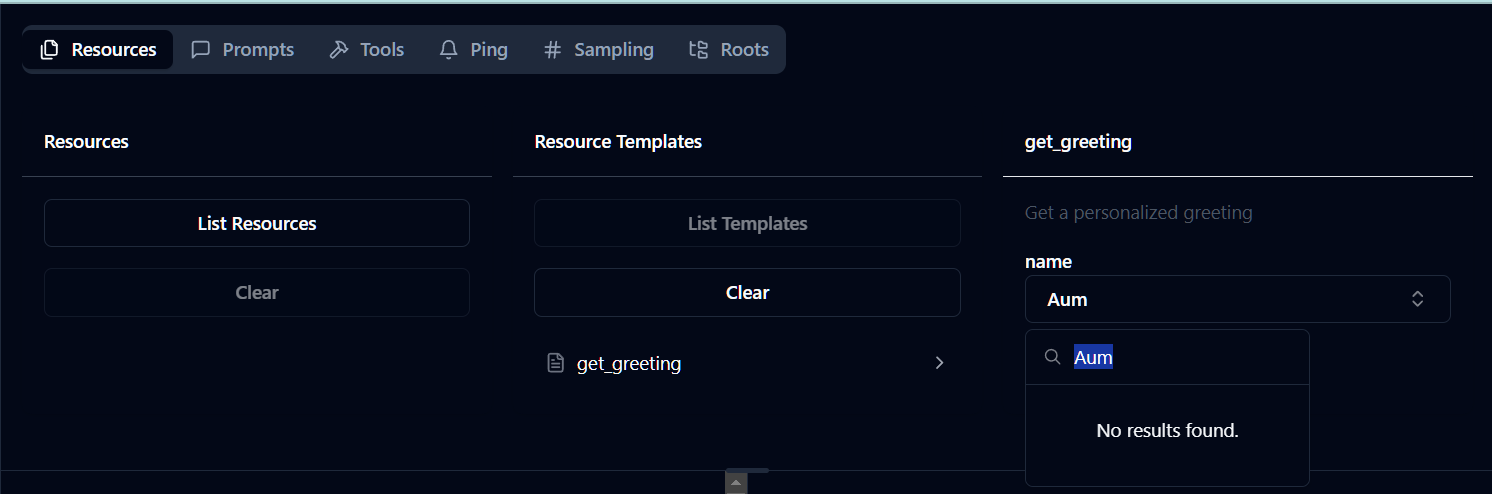 Resources Prompts Tools Ping Sampling Roots
Resources
List Resources
Clear
Resource Templates
List Templates
Clear
get_greeting
get_greeting
Get a personalized greeting
name
Aum
Aum
No results found.